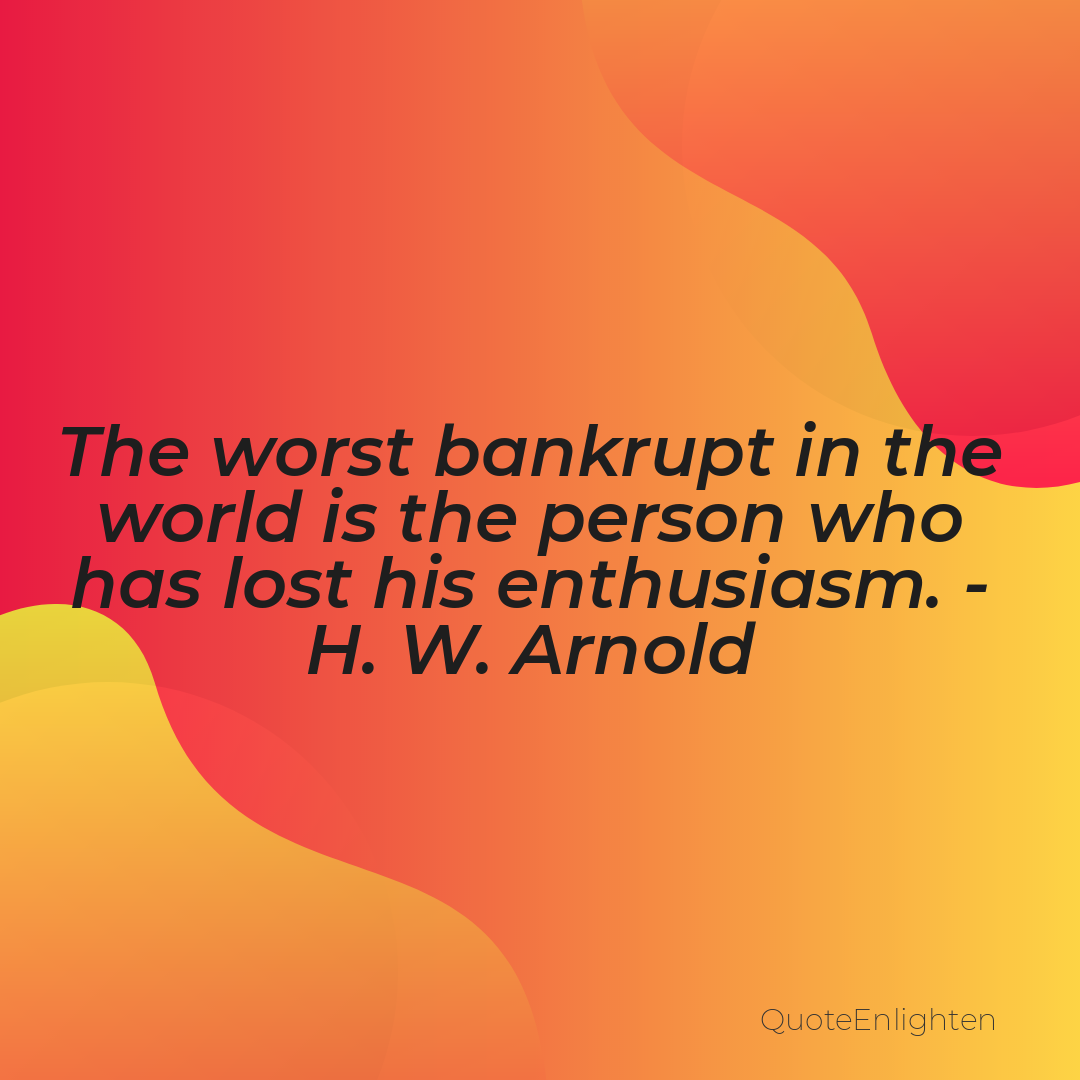 The worst bankrupt in the
world is the person who
has lost his enthusiasm. -
H. W. Arnold
QuoteEnlighten